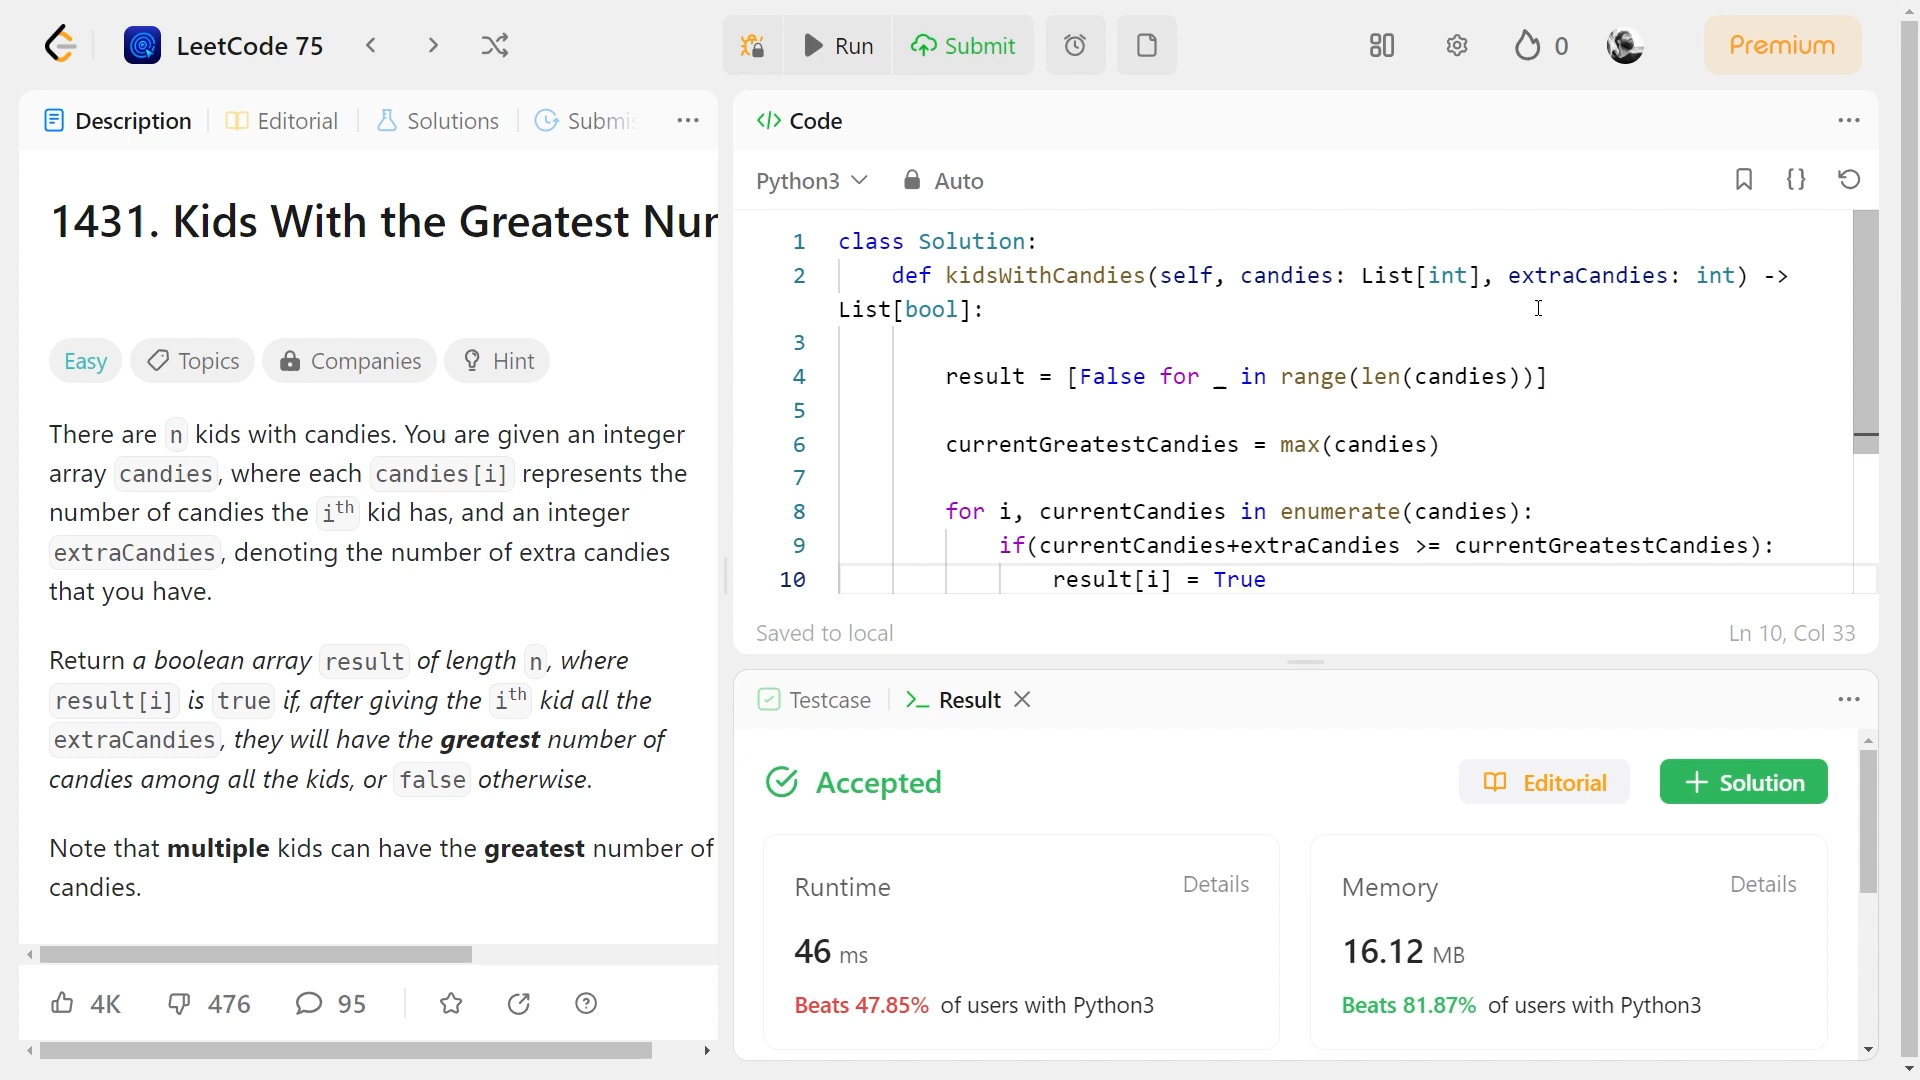 LeetCode 75
Run
Submit
0
Premium
Description
Editorial
Solutions
1431. Kids With the Greatest
Easy
Topics
Companies
Hint
There are n kids with candies. You are given an integer
array candies, where each candies[i] represents the
number of candies the ith kid has, and an integer
extraCandies, denoting the number of extra candies
that you have.
Return a boolean array result of length n, where
result[i] is true if, after giving the ith kid all the
extraCandies, they will have the greatest number of
candies among all the kids, or false otherwise.
Note that multiple kids can have the greatest number of
candies.
4K
476
95
Code
Python3
Auto
1 class Solution:
2 def kidsWithCandies(self, candies: List[int], extraCandies: int) ->
List[bool]:
3
4 result = [False for _ in range(len(candies))]
5
6 currentGreatestCandies = max(candies)
7
8 for i, currentCandies in enumerate(candies):
9 if(currentCandies+extraCandies >= currentGreatestCandies):
10 result[i] = True
Saved to local
Ln 10, Col 33
Testcase
Result
Accepted
Editorial
Solution
Runtime
Details
46 ms
Beats 47.85% of users with Python3
Memory
Details
16.12 MB
Beats 81.87% of users with Python3